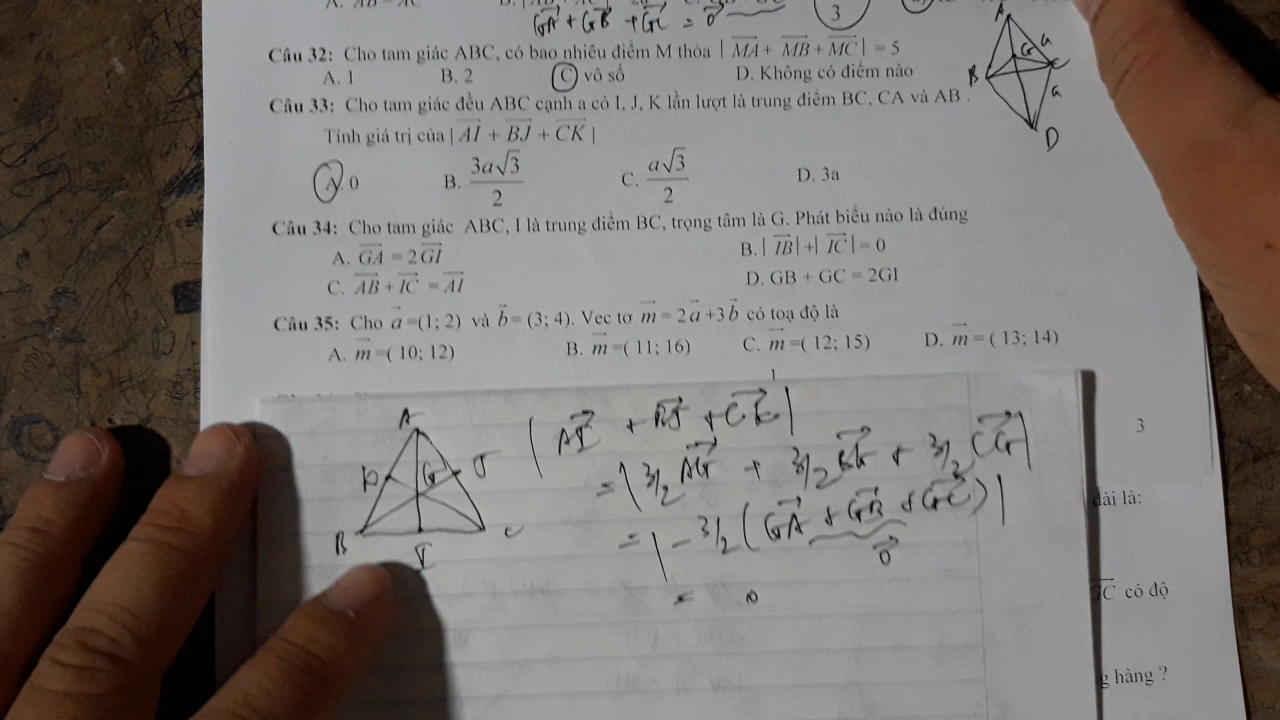 GA + GB + GC = 0
3
Câu 32: Cho tam giác ABC, có bao nhiêu điểm M thỏa | MA + MB + MC | = 5
A. 1 B. 2 C vô số D. Không có điểm nào
A
G a
B C
a
D
Câu 33: Cho tam giác đều ABC cạnh a có I, J, K lần lượt là trung điểm BC, CA và AB .
Tính giá trị của | AI + BJ + CK |
A. 0 B. 3a√3/2 C. a√3/2 D. 3a
Câu 34: Cho tam giác ABC, I là trung điểm BC, trọng tâm là G. Phát biểu nào là đúng
A. GA = 2GI B. | IB | + | IC | = 0
C. AB + IC = AI D. GB + GC = 2GI
Câu 35: Cho a = (1; 2) và b = (3; 4). Vec tơ m = 2a + 3b có toạ độ là
A. m = ( 10; 12) B. m = ( 11; 16) C. m = ( 12; 15) D. m = ( 13; 14)
A
K G J
B I C
| AI + BJ + CK |
= | 3/2 AG + 3/2 BG + 3/2 CG |
= | - 3/2 ( GA + GB + GC ) |
0
= 0
3
dài là:
có độ
g hàng ?